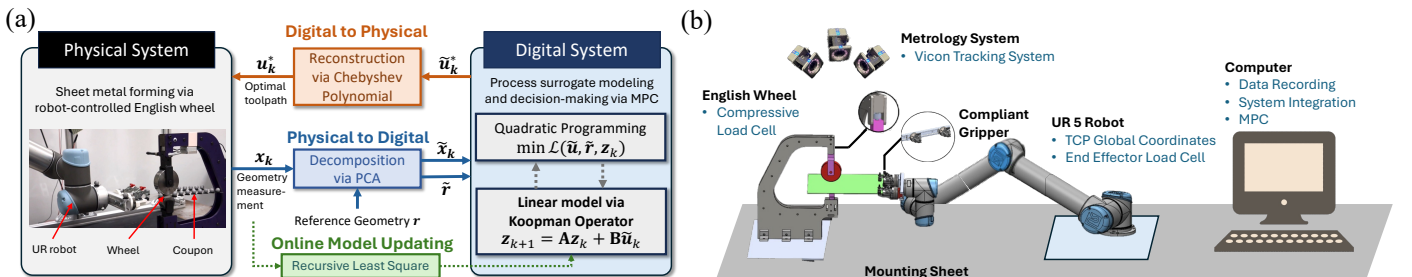 (a)
Physical System
Sheet metal forming via
robot-controlled English wheel
UR robot
Wheel
Coupon
Digital to Physical
u*k
Optimal
toolpath
Reconstruction
via Chebyshev
Polynomial
ũ*k
Physical to Digital
xk
Geometry
measure-
ment
Decomposition
via PCA
x̃k
r̃
Reference Geometry r
Online Model Updating
Recursive Least Square
Digital System
Process surrogate modeling
and decision-making via MPC
Quadratic Programming
min ℒ(ũ, r̃, zk)
Linear model via
Koopman Operator
zk+1 = Azk + Bũk
(b)
Metrology System
• Vicon Tracking System
English Wheel
• Compressive
Load Cell
Compliant
Gripper
UR 5 Robot
• TCP Global Coordinates
• End Effector Load Cell
Computer
• Data Recording
• System Integration
• MPC
Mounting Sheet